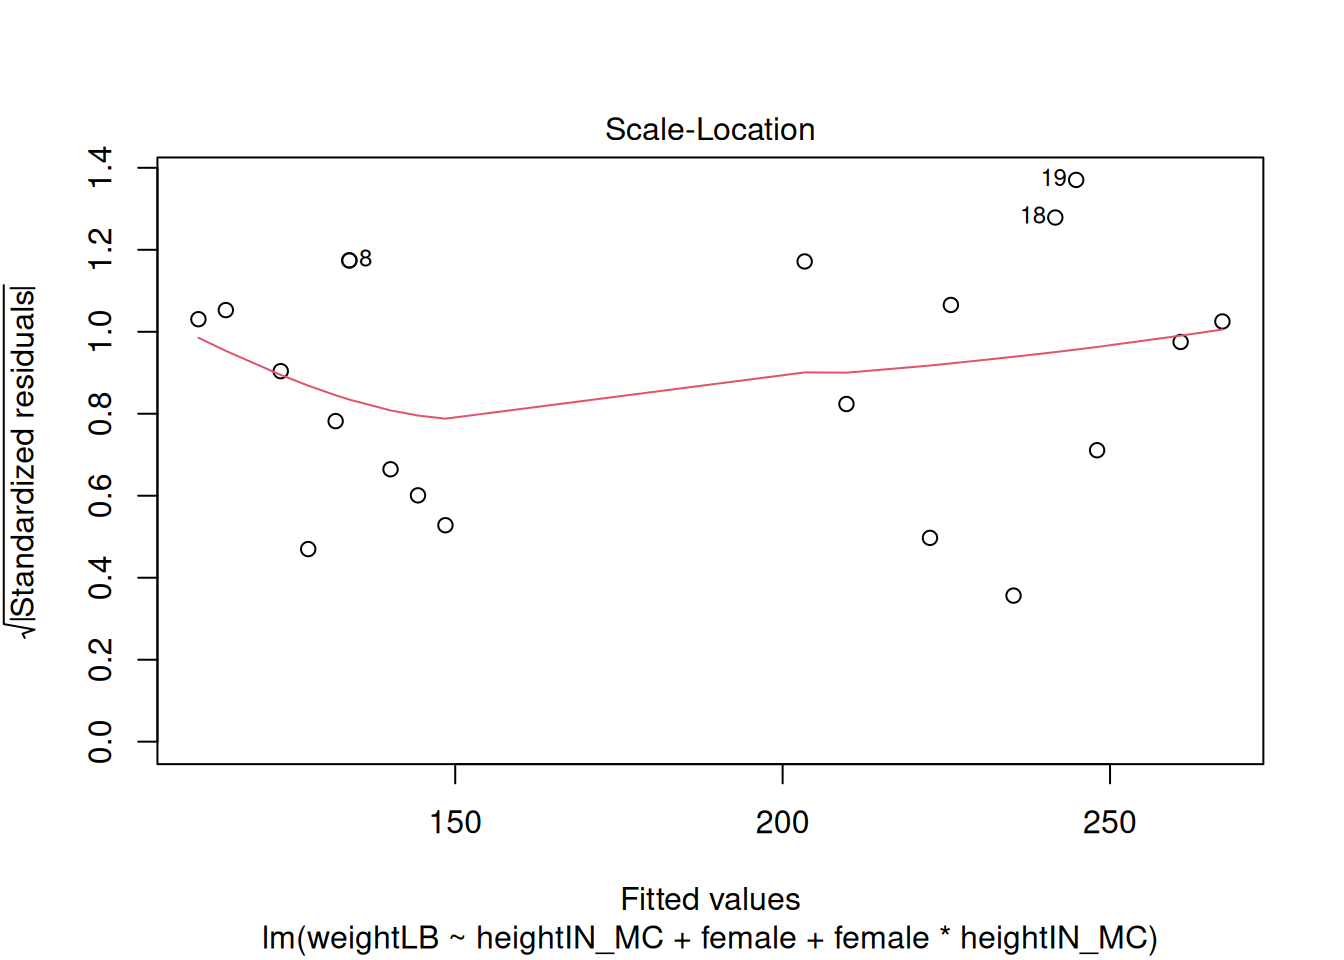 Scale-Location
√|Standardized residuals|
1.4
1.2
1.0
0.8
0.6
0.4
0.2
0.0
19
18
8
150 200 250
Fitted values
lm(weightLB ~ heightIN_MC + female + female * heightIN_MC)